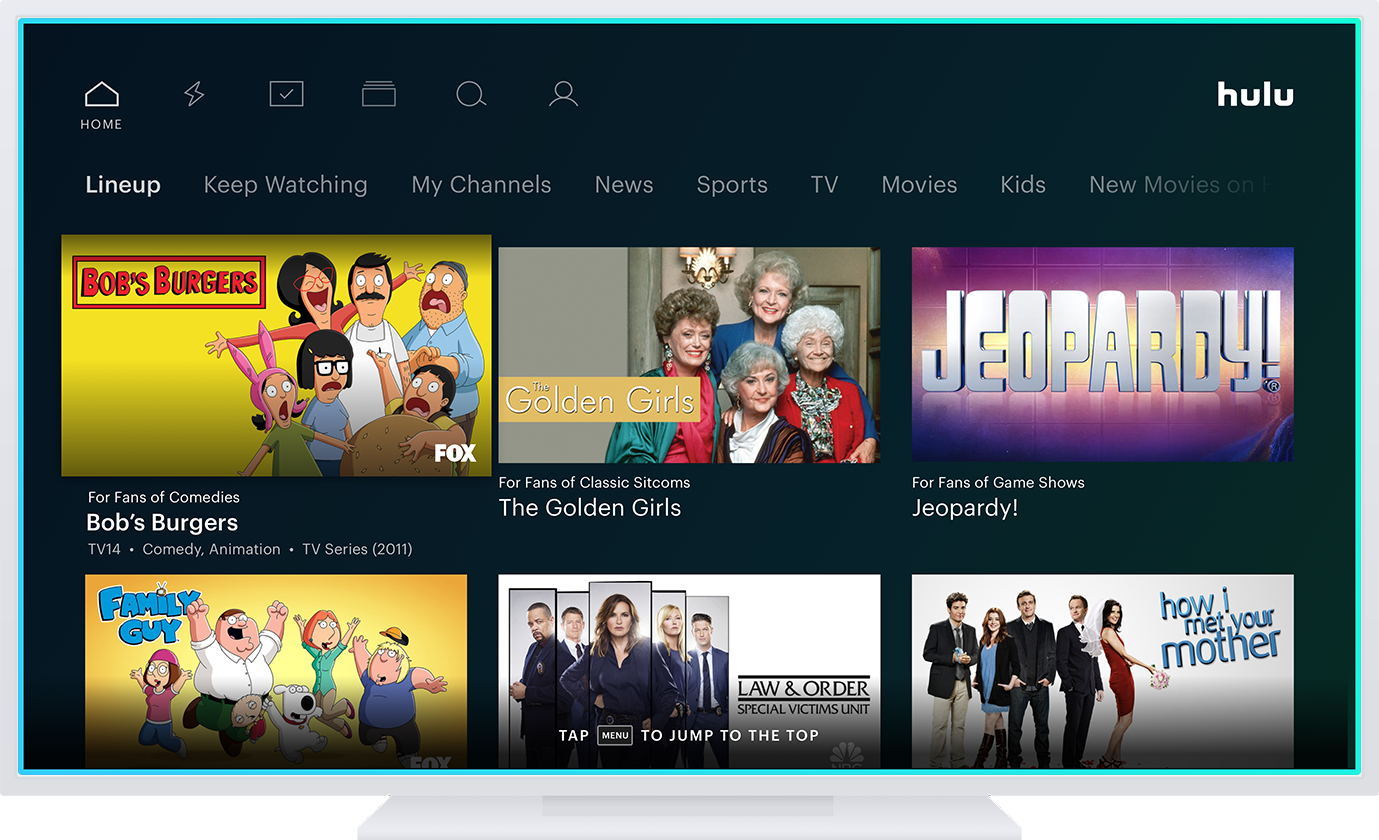 HOME
hulu
Lineup Keep Watching My Channels News Sports TV Movies Kids New Movies on
BOB'S BURGERS
FOX
The
Golden Girls
JEOPARDY!®
For Fans of Comedies
Bob's Burgers
TV14 • Comedy, Animation • TV Series (2011)
For Fans of Classic Sitcoms
The Golden Girls
For Fans of Game Shows
Jeopardy!
FAMILY
GUY
FOX
LAW & ORDER
SPECIAL VICTIMS UNIT
NBC
how i
met your
mother
TAP MENU TO JUMP TO THE TOP